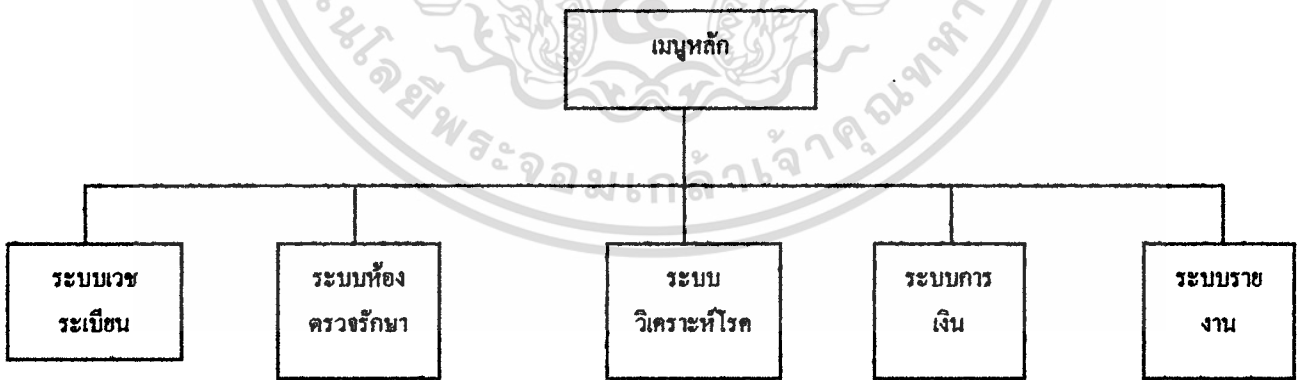 เมนูหลัก
ระบบเวช
ระเบียน
ระบบห้อง
ตรวจรักษา
ระบบ
วิเคราะห์โรค
ระบบการ
เงิน
ระบบราย
งาน